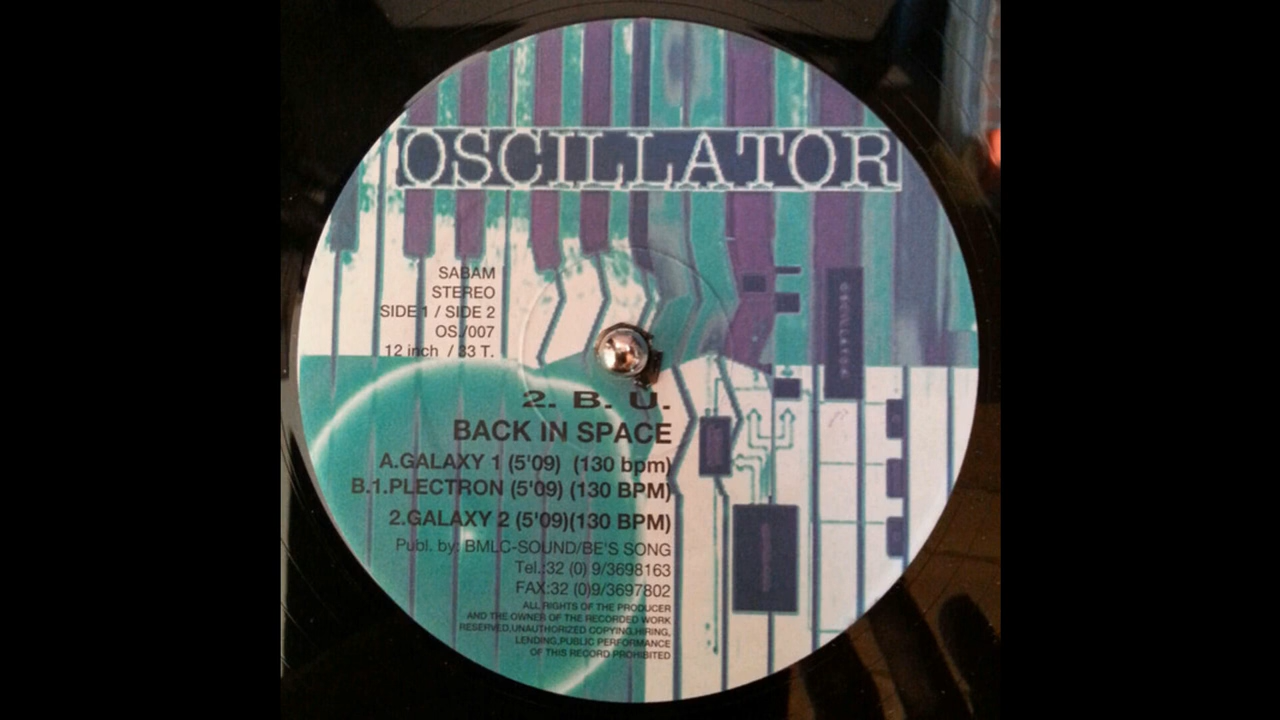 OSCILLATOR
SABAM
STEREO
SIDE 1 / SIDE 2
OS./007
12 inch / 33 T.
OSCILLATOR
2. B. U.
BACK IN SPACE
A.GALAXY 1 (5'09) (130 bpm)
B.1.PLECTRON (5'09) (130 BPM)
2.GALAXY 2 (5'09)(130 BPM)
Publ. by: BMLC-SOUND/BE'S SONG
Tel.:32 (0) 9/3698163
FAX:32 (0)9/3697802
ALL RIGHTS OF THE PRODUCER
AND THE OWNER OF THE RECORDED WORK
RESERVED,UNAUTHORIZED COPYING,HIRING,
LENDING,PUBLIC PERFORMANCE
OF THIS RECORD PROHIBITED